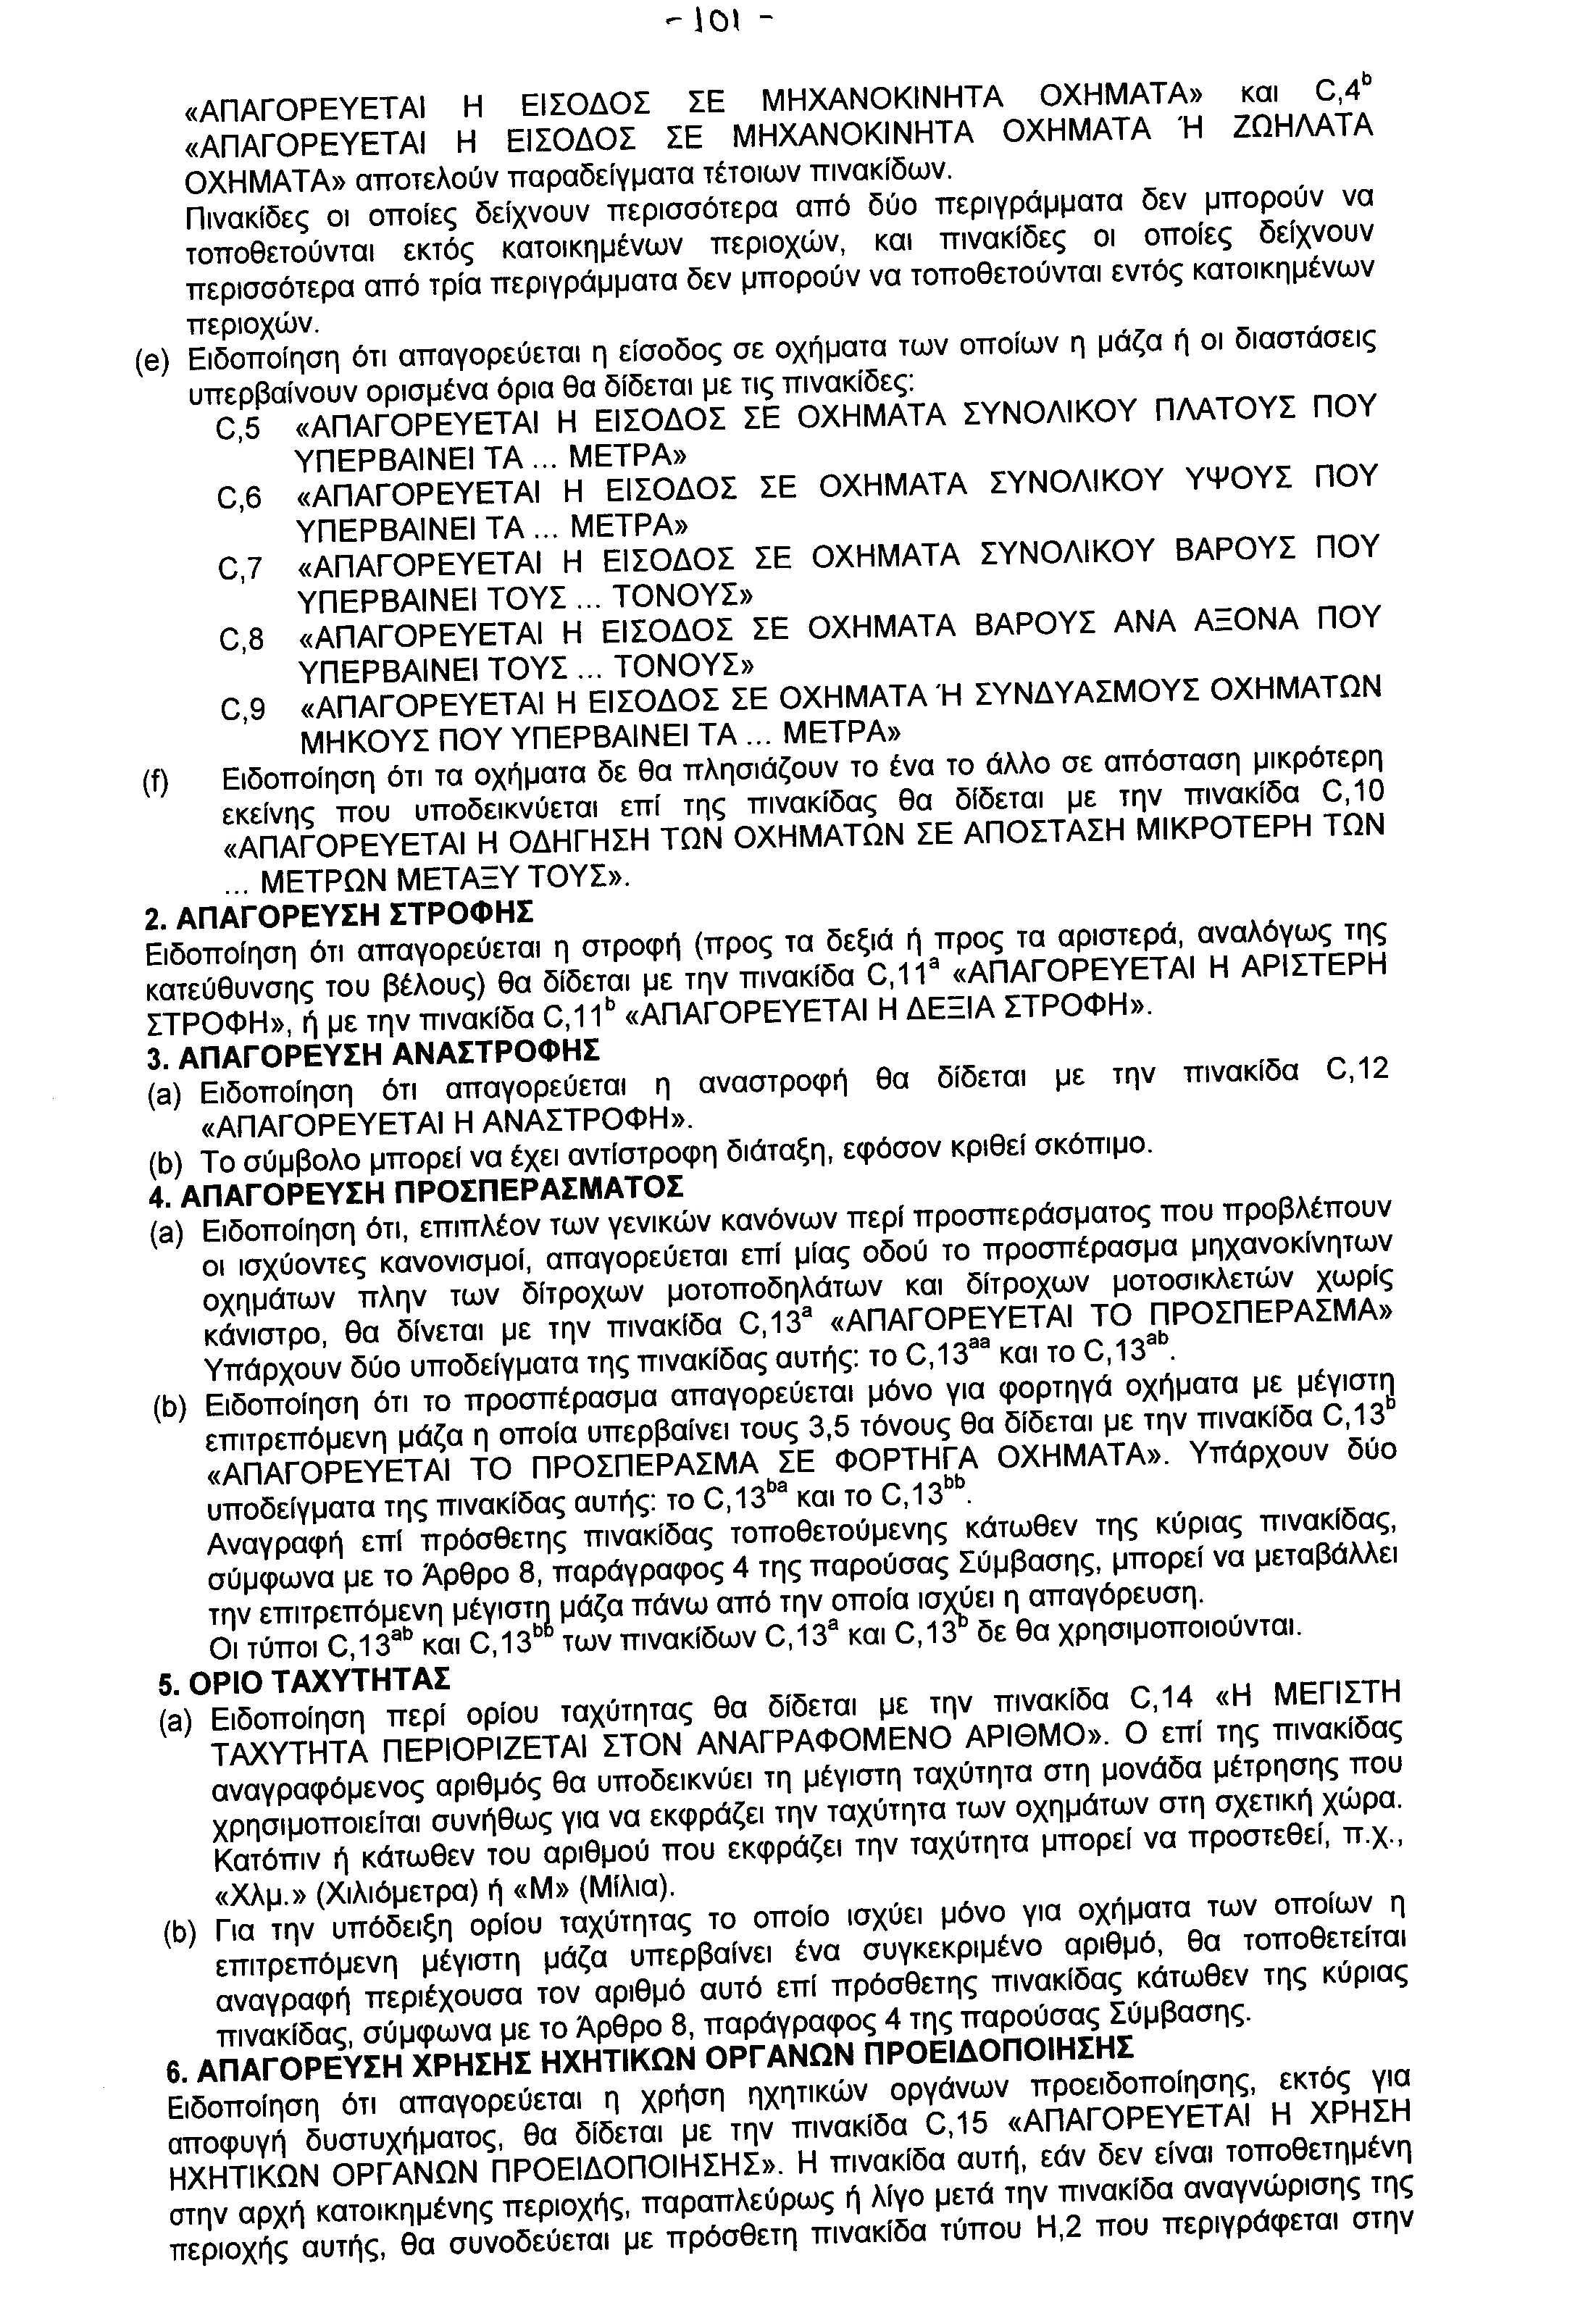 - 101 -
«ΑΠΑΓΟΡΕΥΕΤΑΙ Η ΕΙΣΟΔΟΣ ΣΕ ΜΗΧΑΝΟΚΙΝΗΤΑ ΟΧΗΜΑΤΑ» και C,4ᵇ
«ΑΠΑΓΟΡΕΥΕΤΑΙ Η ΕΙΣΟΔΟΣ ΣΕ ΜΗΧΑΝΟΚΙΝΗΤΑ ΟΧΗΜΑΤΑ Ή ΖΩΗΛΑΤΑ
ΟΧΗΜΑΤΑ» αποτελούν παραδείγματα τέτοιων πινακίδων.
Πινακίδες οι οποίες δείχνουν περισσότερα από δύο περιγράμματα δεν μπορούν να
τοποθετούνται εκτός κατοικημένων περιοχών, και πινακίδες οι οποίες δείχνουν
περισσότερα από τρία περιγράμματα δεν μπορούν να τοποθετούνται εντός κατοικημένων
περιοχών.
(e) Ειδοποίηση ότι απαγορεύεται η είσοδος σε οχήματα των οποίων η μάζα ή οι διαστάσεις
υπερβαίνουν ορισμένα όρια θα δίδεται με τις πινακίδες:
C,5 «ΑΠΑΓΟΡΕΥΕΤΑΙ Η ΕΙΣΟΔΟΣ ΣΕ ΟΧΗΜΑΤΑ ΣΥΝΟΛΙΚΟΥ ΠΛΑΤΟΥΣ ΠΟΥ
ΥΠΕΡΒΑΙΝΕΙ ΤΑ ... ΜΕΤΡΑ»
C,6 «ΑΠΑΓΟΡΕΥΕΤΑΙ Η ΕΙΣΟΔΟΣ ΣΕ ΟΧΗΜΑΤΑ ΣΥΝΟΛΙΚΟΥ ΥΨΟΥΣ ΠΟΥ
ΥΠΕΡΒΑΙΝΕΙ ΤΑ ... ΜΕΤΡΑ»
C,7 «ΑΠΑΓΟΡΕΥΕΤΑΙ Η ΕΙΣΟΔΟΣ ΣΕ ΟΧΗΜΑΤΑ ΣΥΝΟΛΙΚΟΥ ΒΑΡΟΥΣ ΠΟΥ
ΥΠΕΡΒΑΙΝΕΙ ΤΟΥΣ ... ΤΟΝΟΥΣ»
C,8 «ΑΠΑΓΟΡΕΥΕΤΑΙ Η ΕΙΣΟΔΟΣ ΣΕ ΟΧΗΜΑΤΑ ΒΑΡΟΥΣ ΑΝΑ ΑΞΟΝΑ ΠΟΥ
ΥΠΕΡΒΑΙΝΕΙ ΤΟΥΣ ... ΤΟΝΟΥΣ»
C,9 «ΑΠΑΓΟΡΕΥΕΤΑΙ Η ΕΙΣΟΔΟΣ ΣΕ ΟΧΗΜΑΤΑ Ή ΣΥΝΔΥΑΣΜΟΥΣ ΟΧΗΜΑΤΩΝ
ΜΗΚΟΥΣ ΠΟΥ ΥΠΕΡΒΑΙΝΕΙ ΤΑ ... ΜΕΤΡΑ»
(f) Ειδοποίηση ότι τα οχήματα δε θα πλησιάζουν το ένα το άλλο σε απόσταση μικρότερη
εκείνης που υποδεικνύεται επί της πινακίδας θα δίδεται με την πινακίδα C,10
«ΑΠΑΓΟΡΕΥΕΤΑΙ Η ΟΔΗΓΗΣΗ ΤΩΝ ΟΧΗΜΑΤΩΝ ΣΕ ΑΠΟΣΤΑΣΗ ΜΙΚΡΟΤΕΡΗ ΤΩΝ
... ΜΕΤΡΩΝ ΜΕΤΑΞΥ ΤΟΥΣ».
2. ΑΠΑΓΟΡΕΥΣΗ ΣΤΡΟΦΗΣ
Ειδοποίηση ότι απαγορεύεται η στροφή (προς τα δεξιά ή προς τα αριστερά, αναλόγως της
κατεύθυνσης του βέλους) θα δίδεται με την πινακίδα C,11ᵃ «ΑΠΑΓΟΡΕΥΕΤΑΙ Η ΑΡΙΣΤΕΡΗ
ΣΤΡΟΦΗ», ή με την πινακίδα C,11ᵇ «ΑΠΑΓΟΡΕΥΕΤΑΙ Η ΔΕΞΙΑ ΣΤΡΟΦΗ».
3. ΑΠΑΓΟΡΕΥΣΗ ΑΝΑΣΤΡΟΦΗΣ
(a) Ειδοποίηση ότι απαγορεύεται η αναστροφή θα δίδεται με την πινακίδα C,12
«ΑΠΑΓΟΡΕΥΕΤΑΙ Η ΑΝΑΣΤΡΟΦΗ».
(b) Το σύμβολο μπορεί να έχει αντίστροφη διάταξη, εφόσον κριθεί σκόπιμο.
4. ΑΠΑΓΟΡΕΥΣΗ ΠΡΟΣΠΕΡΑΣΜΑΤΟΣ
(a) Ειδοποίηση ότι, επιπλέον των γενικών κανόνων περί προσπεράσματος που προβλέπουν
οι ισχύοντες κανονισμοί, απαγορεύεται επί μίας οδού το προσπέρασμα μηχανοκίνητων
οχημάτων πλην των δίτροχων μοτοποδηλάτων και δίτροχων μοτοσικλετών χωρίς
κάνιστρο, θα δίνεται με την πινακίδα C,13ᵃ «ΑΠΑΓΟΡΕΥΕΤΑΙ ΤΟ ΠΡΟΣΠΕΡΑΣΜΑ»
Υπάρχουν δύο υποδείγματα της πινακίδας αυτής: το C,13ᵃᵃ και το C,13ᵃᵇ.
(b) Ειδοποίηση ότι το προσπέρασμα απαγορεύεται μόνο για φορτηγά οχήματα με μέγιστη
επιτρεπόμενη μάζα η οποία υπερβαίνει τους 3,5 τόνους θα δίδεται με την πινακίδα C,13ᵇ
«ΑΠΑΓΟΡΕΥΕΤΑΙ ΤΟ ΠΡΟΣΠΕΡΑΣΜΑ ΣΕ ΦΟΡΤΗΓΑ ΟΧΗΜΑΤΑ». Υπάρχουν δύο
υποδείγματα της πινακίδας αυτής: το C,13ᵇᵃ και το C,13ᵇᵇ.
Αναγραφή επί πρόσθετης πινακίδας τοποθετούμενης κάτωθεν της κύριας πινακίδας,
σύμφωνα με το Άρθρο 8, παράγραφος 4 της παρούσας Σύμβασης, μπορεί να μεταβάλλει
την επιτρεπόμενη μέγιστη μάζα πάνω από την οποία ισχύει η απαγόρευση.
Οι τύποι C,13ᵃᵇ και C,13ᵇᵇ των πινακίδων C,13ᵃ και C,13ᵇ δε θα χρησιμοποιούνται.
5. ΟΡΙΟ ΤΑΧΥΤΗΤΑΣ
(a) Ειδοποίηση περί ορίου ταχύτητας θα δίδεται με την πινακίδα C,14 «Η ΜΕΓΙΣΤΗ
ΤΑΧΥΤΗΤΑ ΠΕΡΙΟΡΙΖΕΤΑΙ ΣΤΟΝ ΑΝΑΓΡΑΦΟΜΕΝΟ ΑΡΙΘΜΟ». Ο επί της πινακίδας
αναγραφόμενος αριθμός θα υποδεικνύει τη μέγιστη ταχύτητα στη μονάδα μέτρησης που
χρησιμοποιείται συνήθως για να εκφράζει την ταχύτητα των οχημάτων στη σχετική χώρα.
Κατόπιν ή κάτωθεν του αριθμού που εκφράζει την ταχύτητα μπορεί να προστεθεί, π.χ.,
«Χλμ.» (Χιλιόμετρα) ή «Μ» (Μίλια).
(b) Για την υπόδειξη ορίου ταχύτητας το οποίο ισχύει μόνο για οχήματα των οποίων η
επιτρεπόμενη μέγιστη μάζα υπερβαίνει ένα συγκεκριμένο αριθμό, θα τοποθετείται
αναγραφή περιέχουσα τον αριθμό αυτό επί πρόσθετης πινακίδας κάτωθεν της κύριας
πινακίδας, σύμφωνα με το Άρθρο 8, παράγραφος 4 της παρούσας Σύμβασης.
6. ΑΠΑΓΟΡΕΥΣΗ ΧΡΗΣΗΣ ΗΧΗΤΙΚΩΝ ΟΡΓΑΝΩΝ ΠΡΟΕΙΔΟΠΟΙΗΣΗΣ
Ειδοποίηση ότι απαγορεύεται η χρήση ηχητικών οργάνων προειδοποίησης, εκτός για
αποφυγή δυστυχήματος, θα δίδεται με την πινακίδα C,15 «ΑΠΑΓΟΡΕΥΕΤΑΙ Η ΧΡΗΣΗ
ΗΧΗΤΙΚΩΝ ΟΡΓΑΝΩΝ ΠΡΟΕΙΔΟΠΟΙΗΣΗΣ». Η πινακίδα αυτή, εάν δεν είναι τοποθετημένη
στην αρχή κατοικημένης περιοχής, παραπλεύρως ή λίγο μετά την πινακίδα αναγνώρισης της
περιοχής αυτής, θα συνοδεύεται με πρόσθετη πινακίδα τύπου Η,2 που περιγράφεται στην